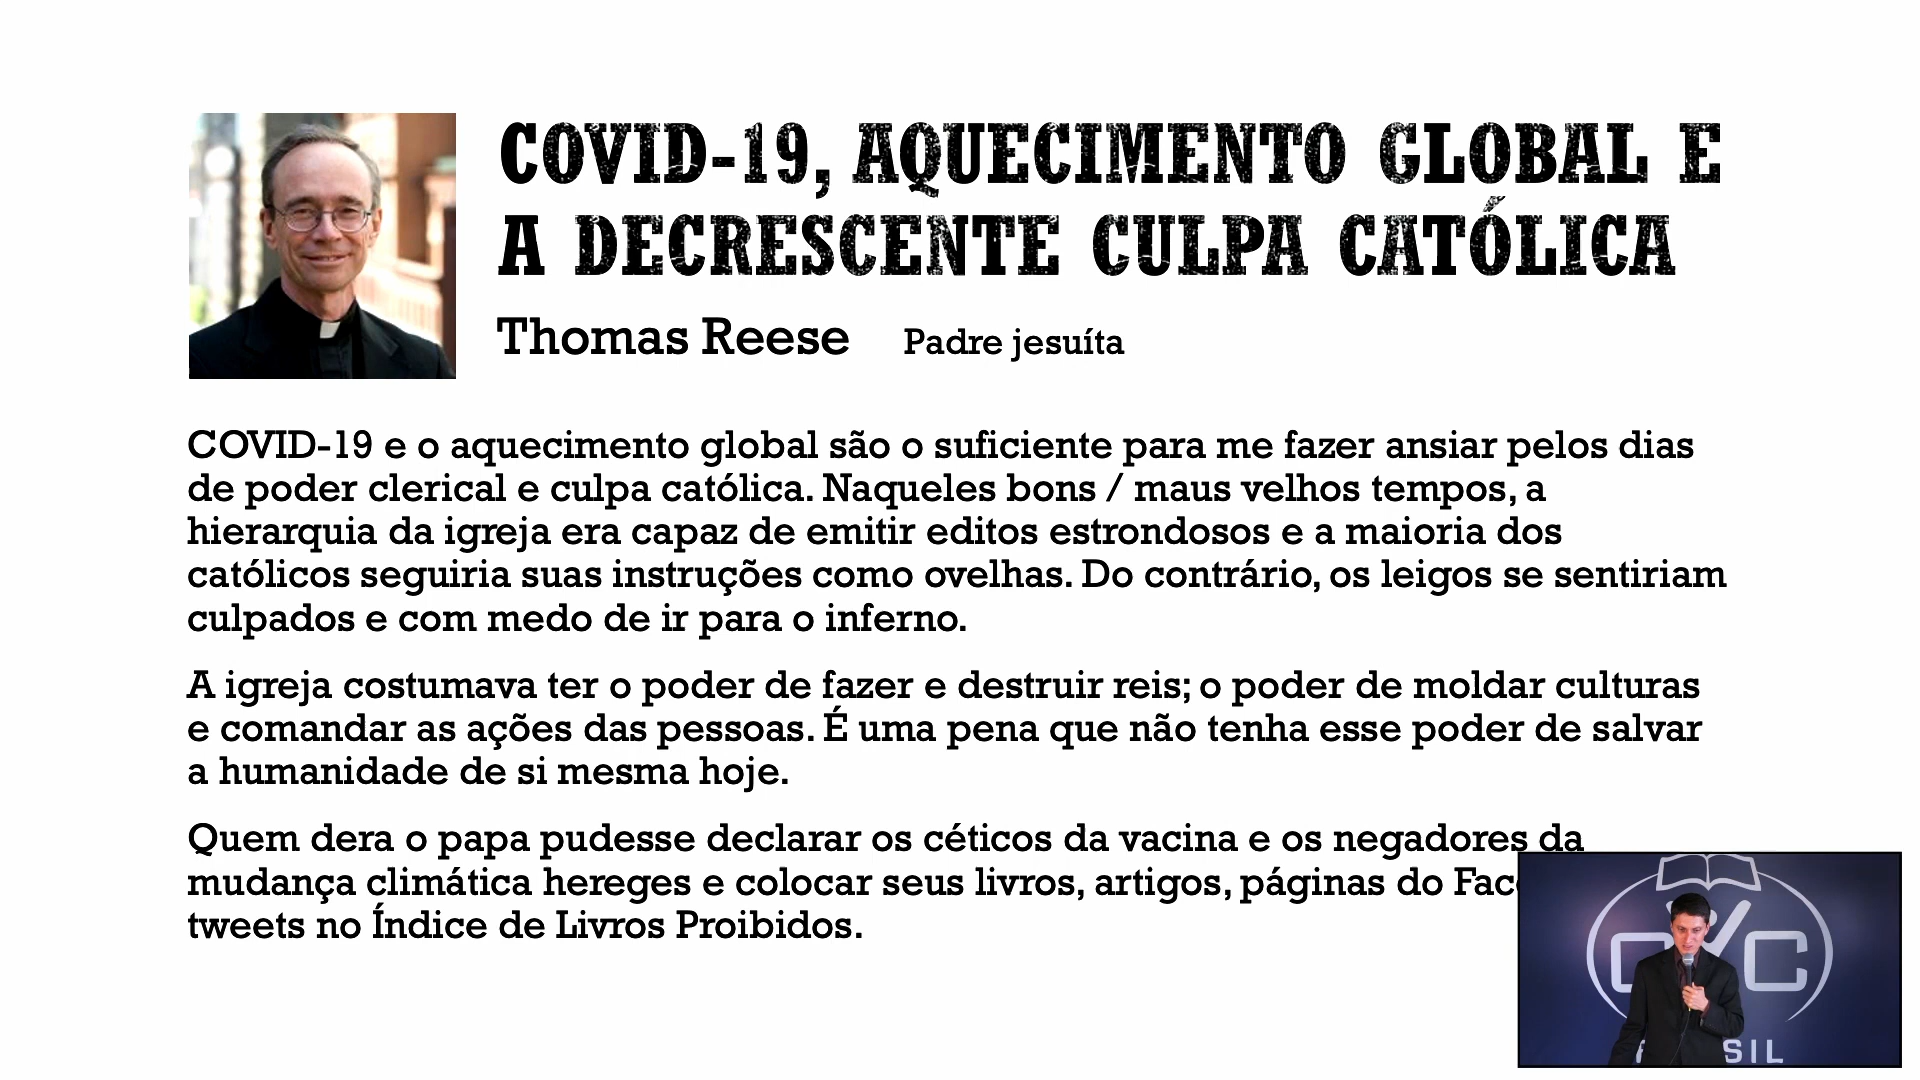 COVID-19, AQUECIMENTO GLOBAL E
A DECRESCENTE CULPA CATÓLICA
Thomas Reese Padre jesuíta
COVID-19 e o aquecimento global são o suficiente para me fazer ansiar pelos dias
de poder clerical e culpa católica. Naqueles bons / maus velhos tempos, a
hierarquia da igreja era capaz de emitir editos estrondosos e a maioria dos
católicos seguiria suas instruções como ovelhas. Do contrário, os leigos se sentiriam
culpados e com medo de ir para o inferno.
A igreja costumava ter o poder de fazer e destruir reis; o poder de moldar culturas
e comandar as ações das pessoas. É uma pena que não tenha esse poder de salvar
a humanidade de si mesma hoje.
Quem dera o papa pudesse declarar os céticos da vacina e os negadores da
mudança climática hereges e colocar seus livros, artigos, páginas do
tweets no Índice de Livros Proibidos.